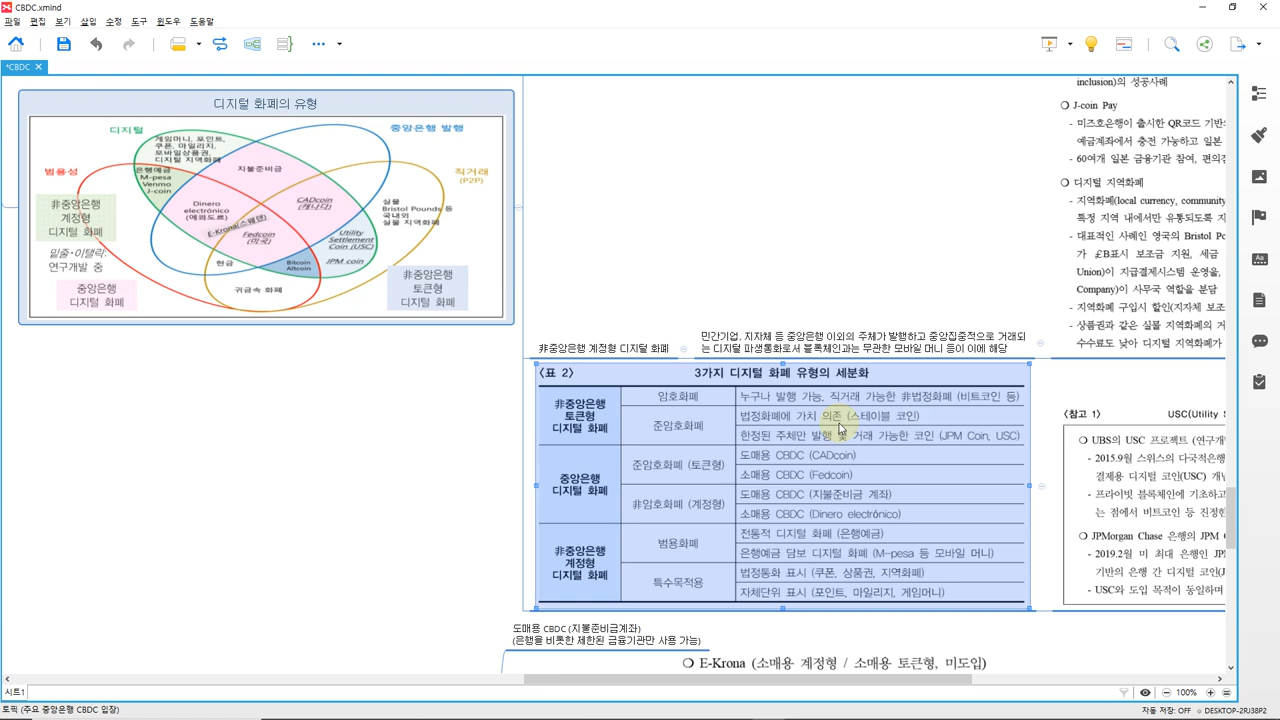 CBDC.xmind
파일 편집 보기 삽입 수정 도구 윈도우 도움말
*CBDC
디지털 화폐의 유형
디지털
중앙은행 발행
게임머니, 포인트,
쿠폰, 마일리지,
모바일상품권,
디지털 지역화폐
범용성
은행예금
M-pesa
Venmo
J-coin
지불준비금
직거래
(P2P)
非중앙은행
계정형
디지털 화폐
Dinero
electrónico
(에콰도르)
CADcoin
(캐나다)
실물
Bristol Pounds 등
국내외
실물 지역화폐
E-Krona(스웨덴)
Fedcoin
(미국)
Utility
Settlement
Coin (USC)
밑줄·이탤릭:
연구개발 중
현금
Bitcoin
Altcoin
JPM coin
중앙은행
디지털 화폐
귀금속 화폐
非중앙은행
토큰형
디지털 화폐
inclusion)의 성공사례
❍ J-coin Pay
- 미즈호은행이 출시한 QR코드 기반
예금계좌에서 충전 가능하고 일본
- 60여개 일본 금융기관 참여, 편의점
❍ 디지털 지역화폐
- 지역화폐(local currency, community
특정 지역 내에서만 유통되도록 지
- 대표적인 사례인 영국의 Bristol Po
가 £B표시 보조금 지원, 세금
Union)이 지급결제시스템 운영을,
Company)이 사무국 역할을 분담
- 지역화폐 구입시 할인(지자체 보조
- 상품권과 같은 실물 지역화폐의 거
수수료도 낮아 디지털 지역화폐가
非중앙은행 계정형 디지털 화폐
민간기업, 지자체 등 중앙은행 이외의 주체가 발행하고 중앙집중적으로 거래되
는 디지털 파생통화로서 블록체인과는 무관한 모바일 머니 등이 이에 해당
〈표 2〉 3가지 디지털 화폐 유형의 세분화
非중앙은행
토큰형
디지털 화폐
암호화폐
누구나 발행 가능, 직거래 가능한 非법정화폐 (비트코인 등)
준암호화폐
법정화폐에 가치 의존 (스테이블 코인)
한정된 주체만 발행 및 거래 가능한 코인 (JPM Coin, USC)
중앙은행
디지털 화폐
준암호화폐 (토큰형)
도매용 CBDC (CADcoin)
소매용 CBDC (Fedcoin)
非암호화폐 (계정형)
도매용 CBDC (지불준비금 계좌)
소매용 CBDC (Dinero electrónico)
非중앙은행
계정형
디지털 화폐
범용화폐
전통적 디지털 화폐 (은행예금)
은행예금 담보 디지털 화폐 (M-pesa 등 모바일 머니)
특수목적용
법정통화 표시 (쿠폰, 상품권, 지역화폐)
자체단위 표시 (포인트, 마일리지, 게임머니)
〈참고 1〉 USC(Utility S
❍ UBS의 USC 프로젝트 (연구개
- 2015.9월 스위스의 다국적은행
결제용 디지털 코인(USC) 개
- 프라이빗 블록체인에 기초하고
는 점에서 비트코인 등 진정한
❍ JPMorgan Chase 은행의 JPM C
- 2019.2월 미 최대 은행인 JP
기반의 은행 간 디지털 코인(J
- USC와 도입 목적이 동일하며
도매용 CBDC (지불준비금계좌)
(은행을 비롯한 제한된 금융기관만 사용 가능)
❍ E-Krona (소매용 계정형 / 소매용 토큰형, 미도입)
시트1
100%
토픽 (주요 중앙은행 CBDC 입장)
자동 저장: OFF DESKTOP-2RJ38P2